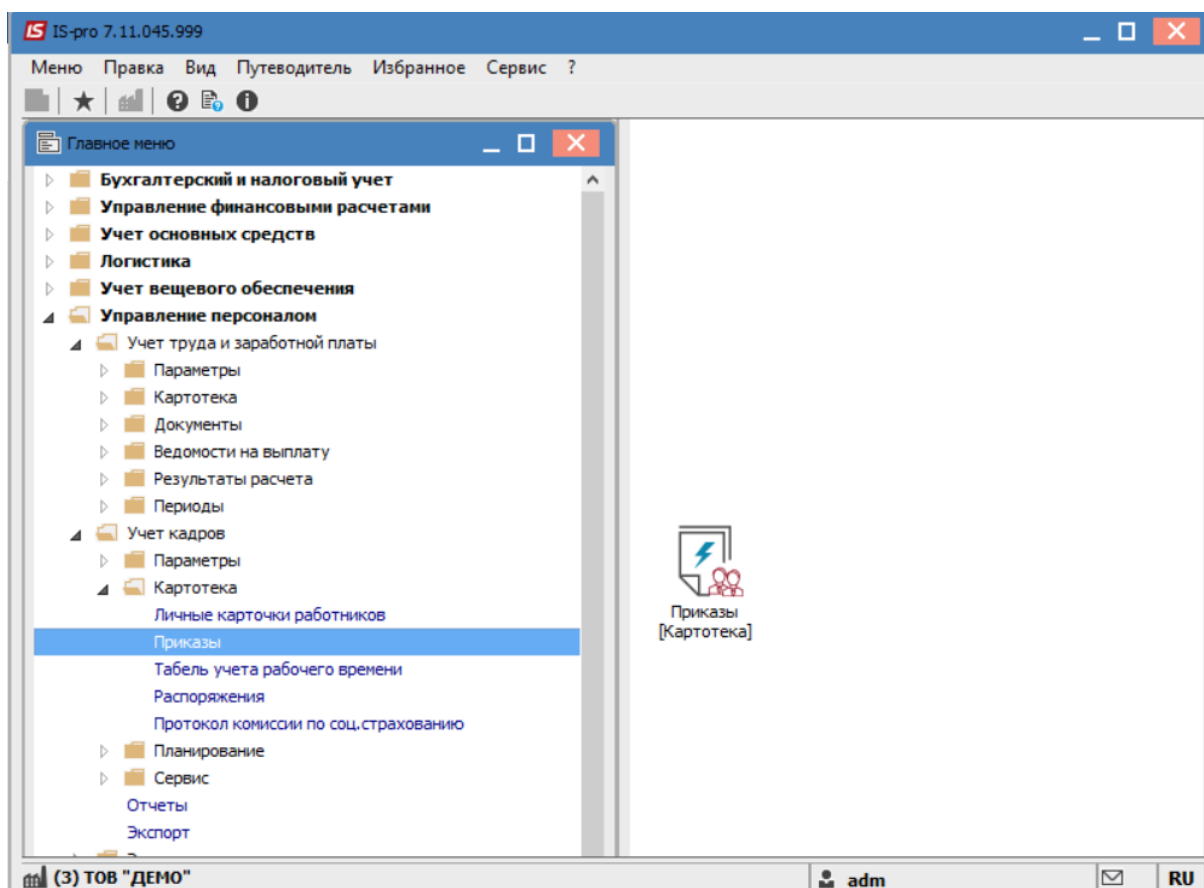 IS-pro 7.11.045.999
Меню Правка Вид Путеводитель Избранное Сервис ?
Главное меню
Бухгалтерский и налоговый учет
Управление финансовыми расчетами
Учет основных средств
Логистика
Учет вещевого обеспечения
Управление персоналом
Учет труда и заработной платы
Параметры
Картотека
Документы
Ведомости на выплату
Результаты расчета
Периоды
Учет кадров
Параметры
Картотека
Личные карточки работников
Приказы
Табель учета рабочего времени
Распоряжения
Протокол комиссии по соц.страхованию
Планирование
Сервис
Отчеты
Экспорт
Приказы
[Картотека]
(3) ТОВ "ДЕМО" adm RU